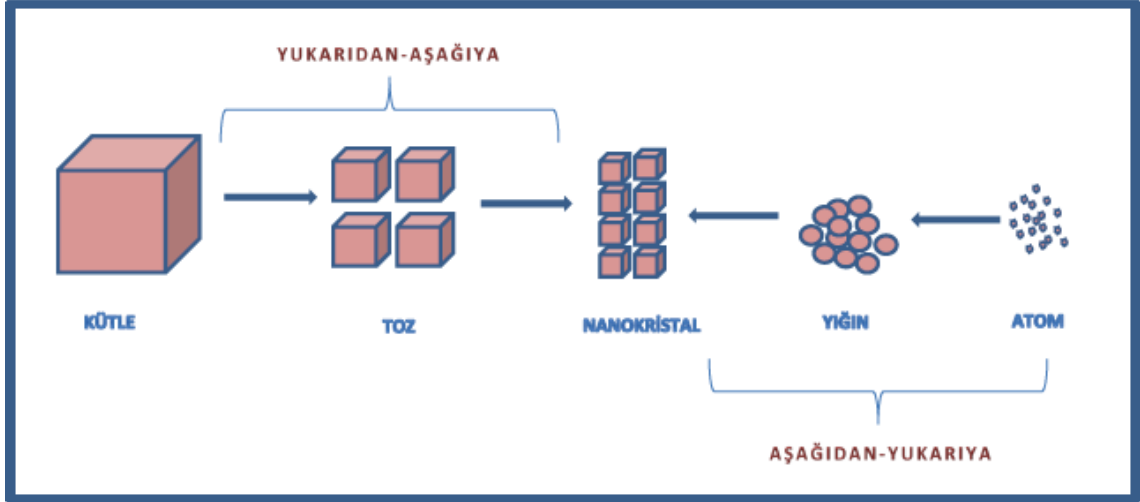 YUKARIDAN-AŞAĞIYA
KÜTLE
TOZ
NANOKRİSTAL
YIĞIN
ATOM
AŞAĞIDAN-YUKARIYA